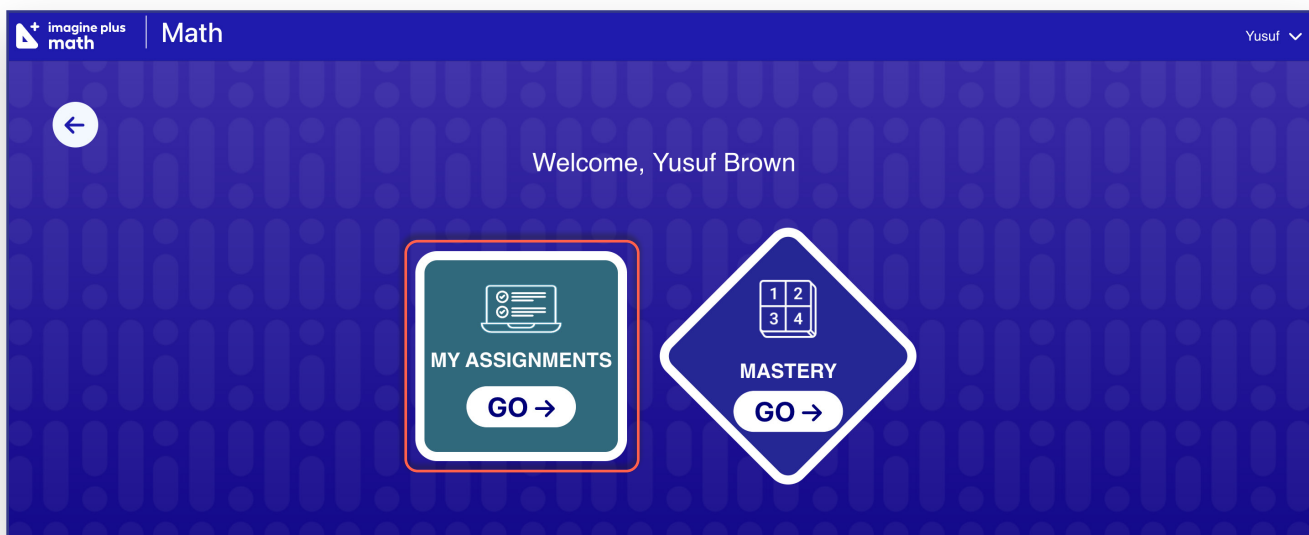 imagine plus
math
Math
Yusuf
Welcome, Yusuf Brown
1 2
3 4
MY ASSIGNMENTS
GO →
MASTERY
GO →